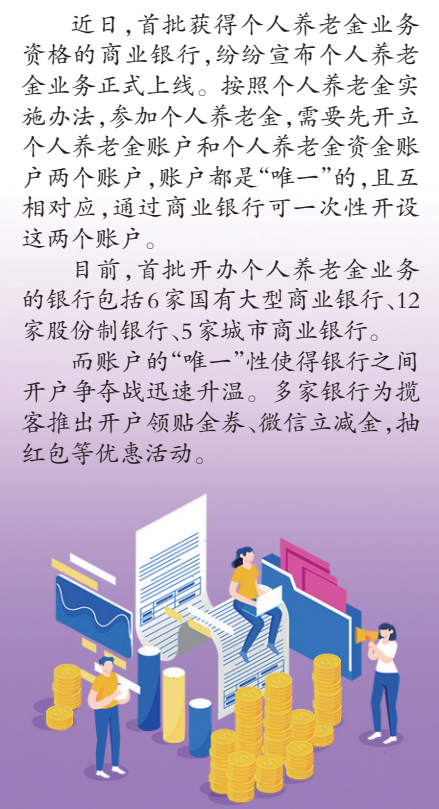 近日,首批获得个人养老金业务
资格的商业银行,纷纷宣布个人养老
金业务正式上线。按照个人养老金实
施办法,参加个人养老金,需要先开立
个人养老金账户和个人养老金资金账
户两个账户,账户都是“唯一”的,且互
相对应,通过商业银行可一次性开设
这两个账户。
目前,首批开办个人养老金业务
的银行包括6家国有大型商业银行、12
家股份制银行、5家城市商业银行。
而账户的“唯一”性使得银行之间
开户争夺战迅速升温。多家银行为揽
客推出开户领贴金券、微信立减金,抽
红包等优惠活动。